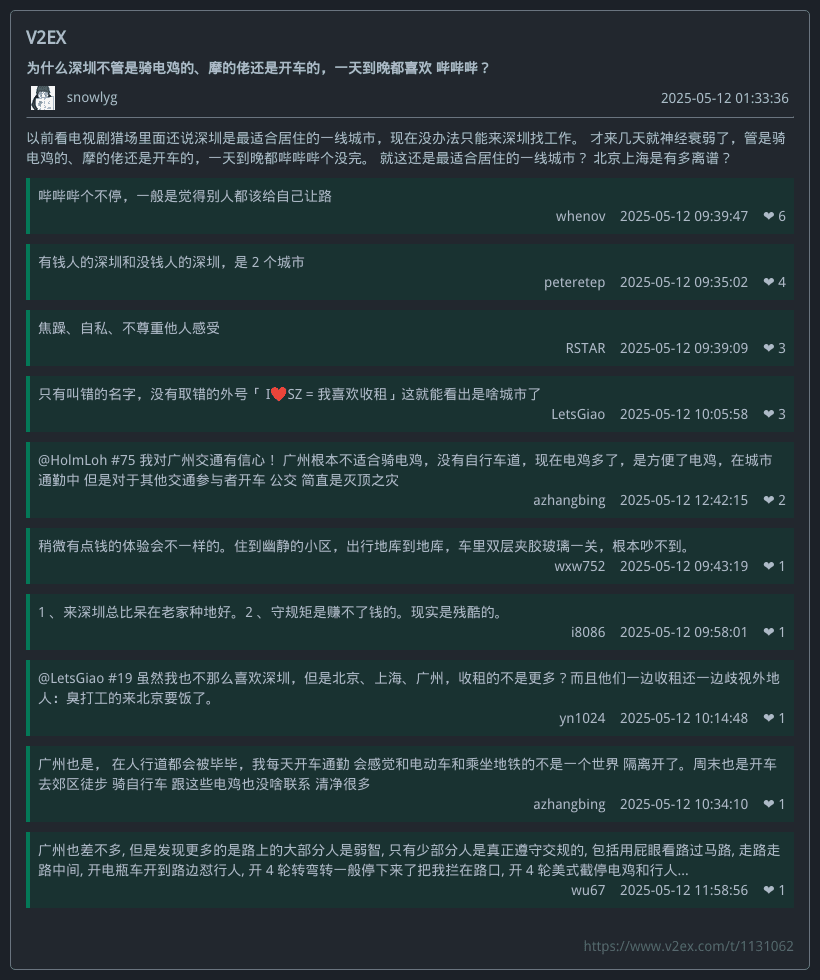 V2EX
为什么深圳不管是骑电鸡的、摩的佬还是开车的，一天到晚都喜欢 哔哔哔？
snowlyg 2025-05-12 01:33:36
以前看电视剧猎场里面还说深圳是最适合居住的一线城市，现在没办法只能来深圳找工作。 才来几天就神经衰弱了，管是骑
电鸡的、摩的佬还是开车的，一天到晚都哔哔哔个没完。 就这还是最适合居住的一线城市？ 北京上海是有多离谱？
哔哔哔个不停，一般是觉得别人都该给自己让路
whenov 2025-05-12 09:39:47 ❤ 6
有钱人的深圳和没钱人的深圳，是 2 个城市
peteretep 2025-05-12 09:35:02 ❤ 4
焦躁、自私、不尊重他人感受
RSTAR 2025-05-12 09:39:09 ❤ 3
只有叫错的名字，没有取错的外号「 I❤️SZ = 我喜欢收租」这就能看出是啥城市了
LetsGiao 2025-05-12 10:05:58 ❤ 3
@HolmLoh #75 我对广州交通有信心！ 广州根本不适合骑电鸡，没有自行车道，现在电鸡多了，是方便了电鸡，在城市
通勤中 但是对于其他交通参与者开车 公交 简直是灭顶之灾
azhangbing 2025-05-12 12:42:15 ❤ 2
稍微有点钱的体验会不一样的。住到幽静的小区，出行地库到地库，车里双层夹胶玻璃一关，根本吵不到。
wxw752 2025-05-12 09:43:19 ❤ 1
1 、来深圳总比呆在老家种地好。2 、守规矩是赚不了钱的。现实是残酷的。
i8086 2025-05-12 09:58:01 ❤ 1
@LetsGiao #19 虽然我也不那么喜欢深圳，但是北京、上海、广州，收租的不是更多？而且他们一边收租还一边歧视外地
人：臭打工的来北京要饭了。
yn1024 2025-05-12 10:14:48 ❤ 1
广州也是， 在人行道都会被毕毕，我每天开车通勤 会感觉和电动车和乘坐地铁的不是一个世界 隔离开了。周末也是开车
去郊区徒步 骑自行车 跟这些电鸡也没啥联系 清净很多
azhangbing 2025-05-12 10:34:10 ❤ 1
广州也差不多, 但是发现更多的是路上的大部分人是弱智, 只有少部分人是真正遵守交规的, 包括用屁眼看路过马路, 走路走
路中间, 开电瓶车开到路边怼行人, 开 4 轮转弯转一般停下来了把我拦在路口, 开 4 轮美式截停电鸡和行人...
wu67 2025-05-12 11:58:56 ❤ 1
https://www.v2ex.com/t/1131062